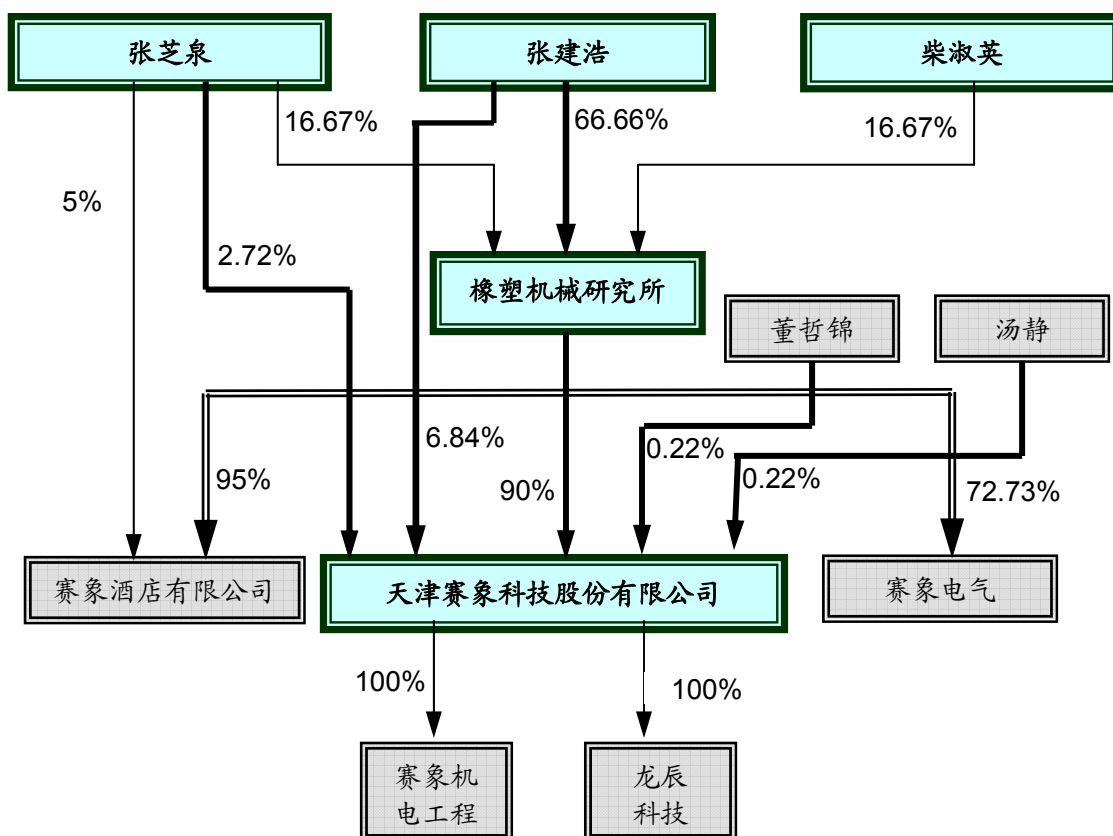 张芝泉
张建浩
柴淑英
16.67%
66.66%
16.67%
5%
2.72%
橡塑机械研究所
董哲锦
汤静
6.84%
0.22%
95%
90%
0.22%
72.73%
赛象酒店有限公司
天津赛象科技股份有限公司
赛象电气
100%
100%
赛象机
电工程
龙辰
科技